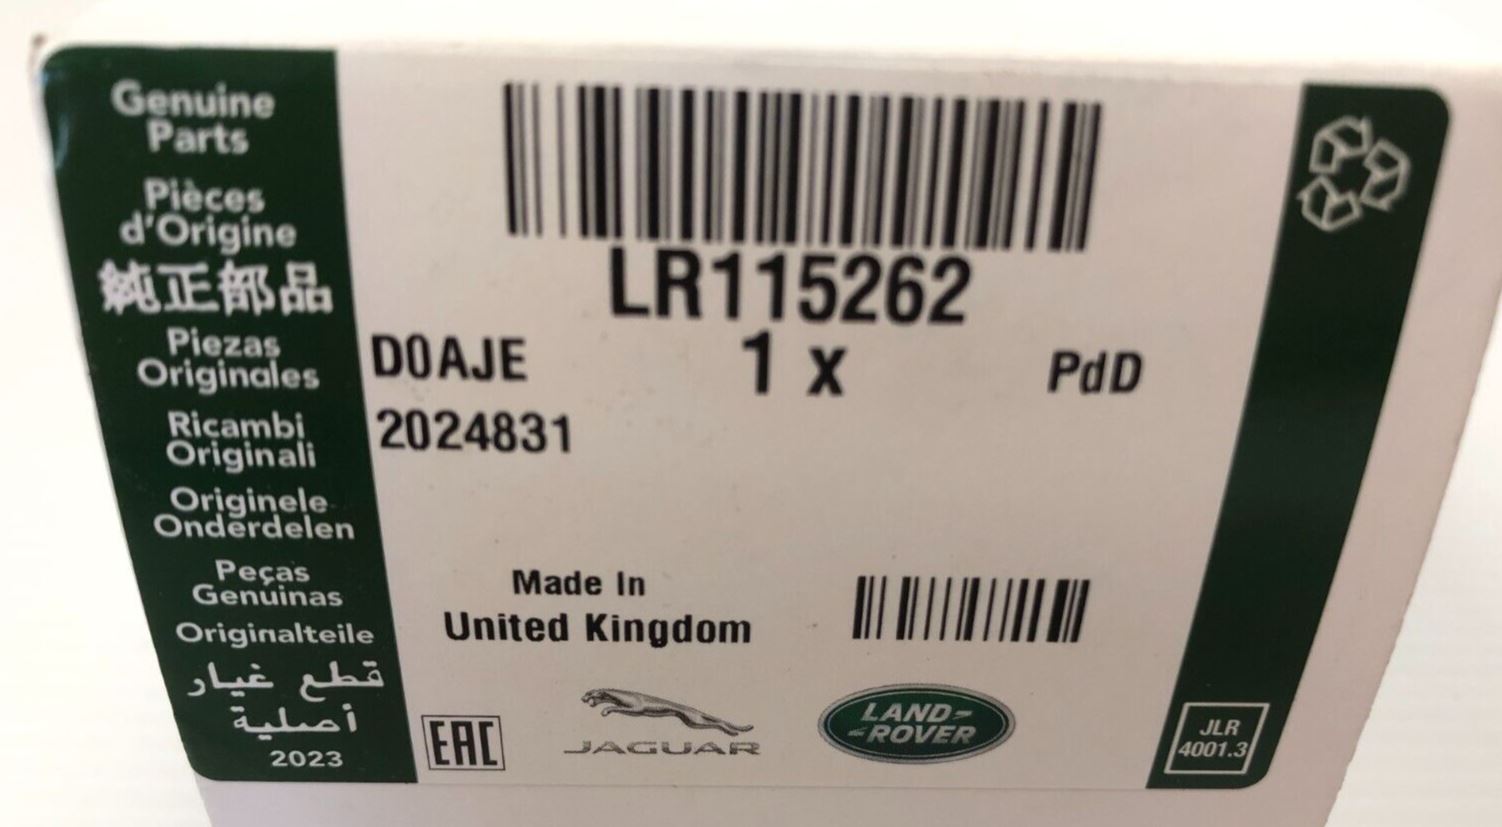 Genuine
Parts
Pièces
d'Origine
純正部品
Piezas
Originales
Ricambi
Originali
Originele
Onderdelen
Peças
Genuinas
Originalteile
قطع غيار
أصلية
2023
LR115262
D0AJE 1 x PdD
2024831
Made In
United Kingdom
EAC
JAGUAR
LAND-
-ROVER
JLR
4001.3